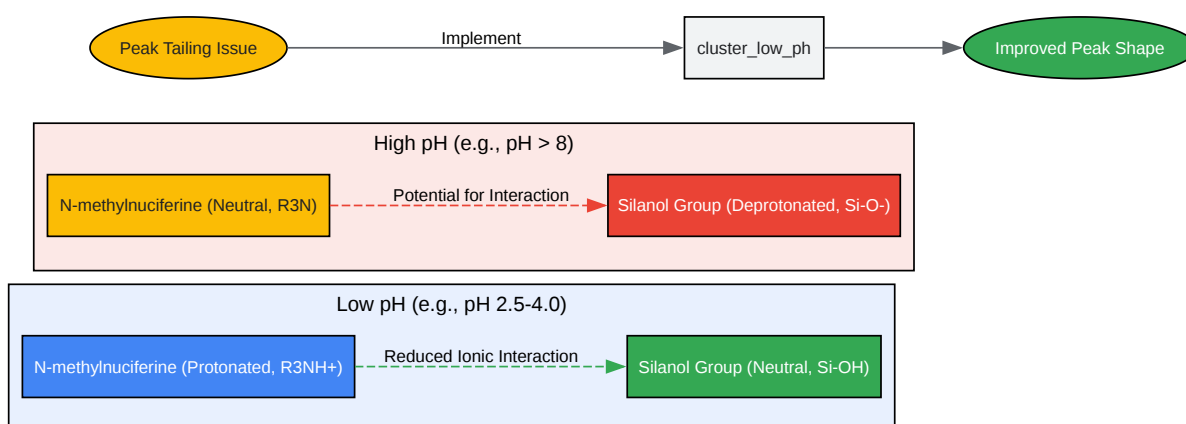 Peak Tailing Issue
Implement
cluster_low_ph
Improved Peak Shape
High pH (e.g., pH > 8)
N-methylnuciferine (Neutral, R3N)
Potential for Interaction
Silanol Group (Deprotonated, Si-O-)
Low pH (e.g., pH 2.5-4.0)
N-methylnuciferine (Protonated, R3NH+)
Reduced Ionic Interaction
Silanol Group (Neutral, Si-OH)